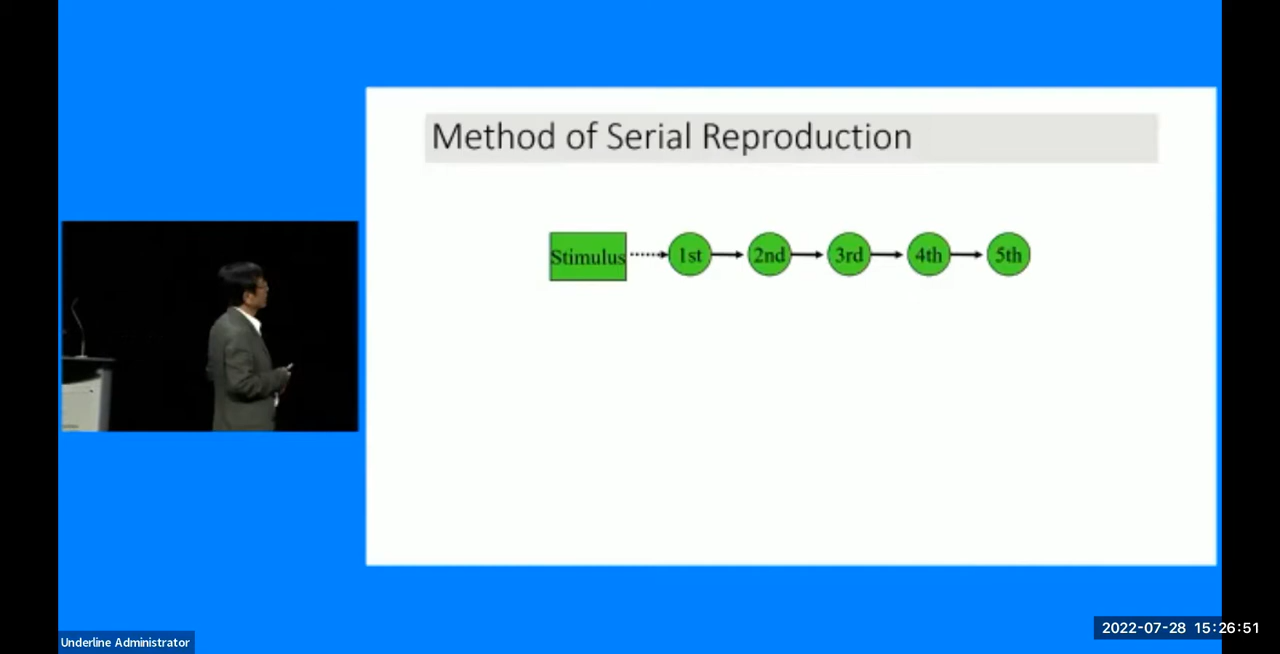 Method of Serial Reproduction
Stimulus 1st 2nd 3rd 4th 5th
Underline Administrator
2022-07-28 15:26:51